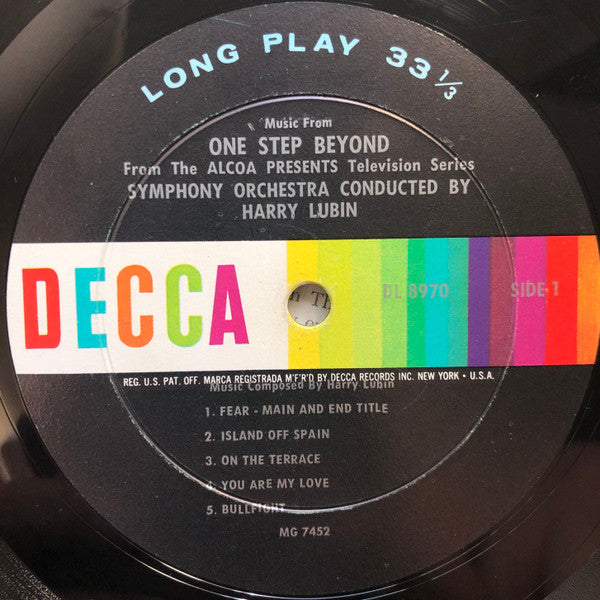 LONG PLAY 33 1/3
Music From
ONE STEP BEYOND
From The ALCOA PRESENTS Television Series
SYMPHONY ORCHESTRA CONDUCTED BY
HARRY LUBIN
DECCA
DL 8970 SIDE 1
REG. U.S. PAT. OFF. MARCA REGISTRADA M'F'R'D BY DECCA RECORDS INC. NEW YORK • U.S.A.
Music Composed By Harry Lubin
1. FEAR - MAIN AND END TITLE
2. ISLAND OFF SPAIN
3. ON THE TERRACE
4. YOU ARE MY LOVE
5. BULLFIGHT
MG 7452